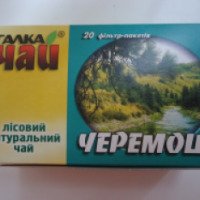 ГАЛКА
ЧАЙ®
20 фільтр-пакетів
лісовий
натуральний
чай
ЧЕРЕМОШ